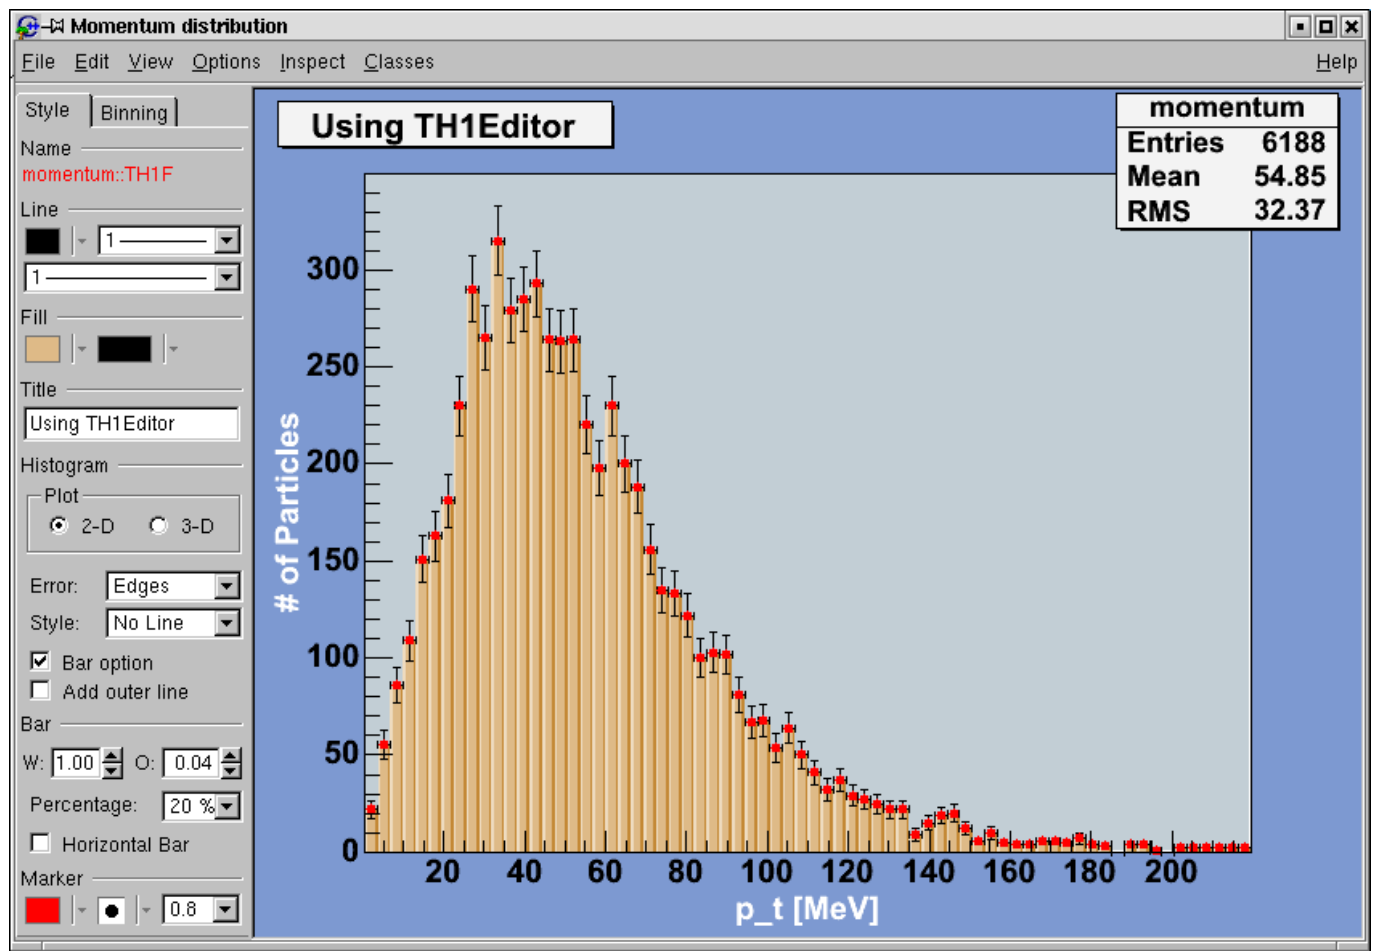 Momentum distribution
File Edit View Options Inspect Classes Help
Style Binning
Name
momentum::TH1F
Line
1
1
Fill
Title
Using TH1Editor
Histogram
Plot
2-D 3-D
Error: Edges
Style: No Line
Bar option
Add outer line
Bar
W: 1.00 O: 0.04
Percentage: 20 %
Horizontal Bar
Marker
0.8
Using TH1Editor
momentum
Entries 6188
Mean 54.85
RMS 32.37
# of Particles
300
250
200
150
100
50
0
20 40 60 80 100 120 140 160 180 200
p_t [MeV]